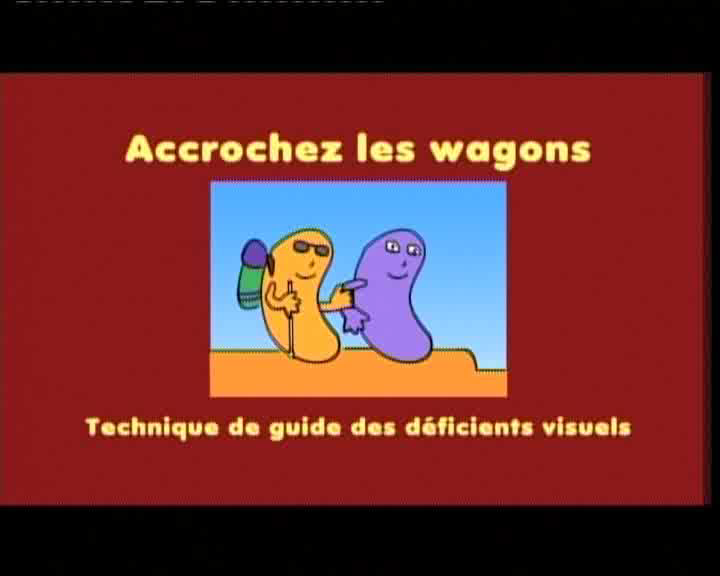 Accrochez les wagons
Technique de guide des déficients visuels